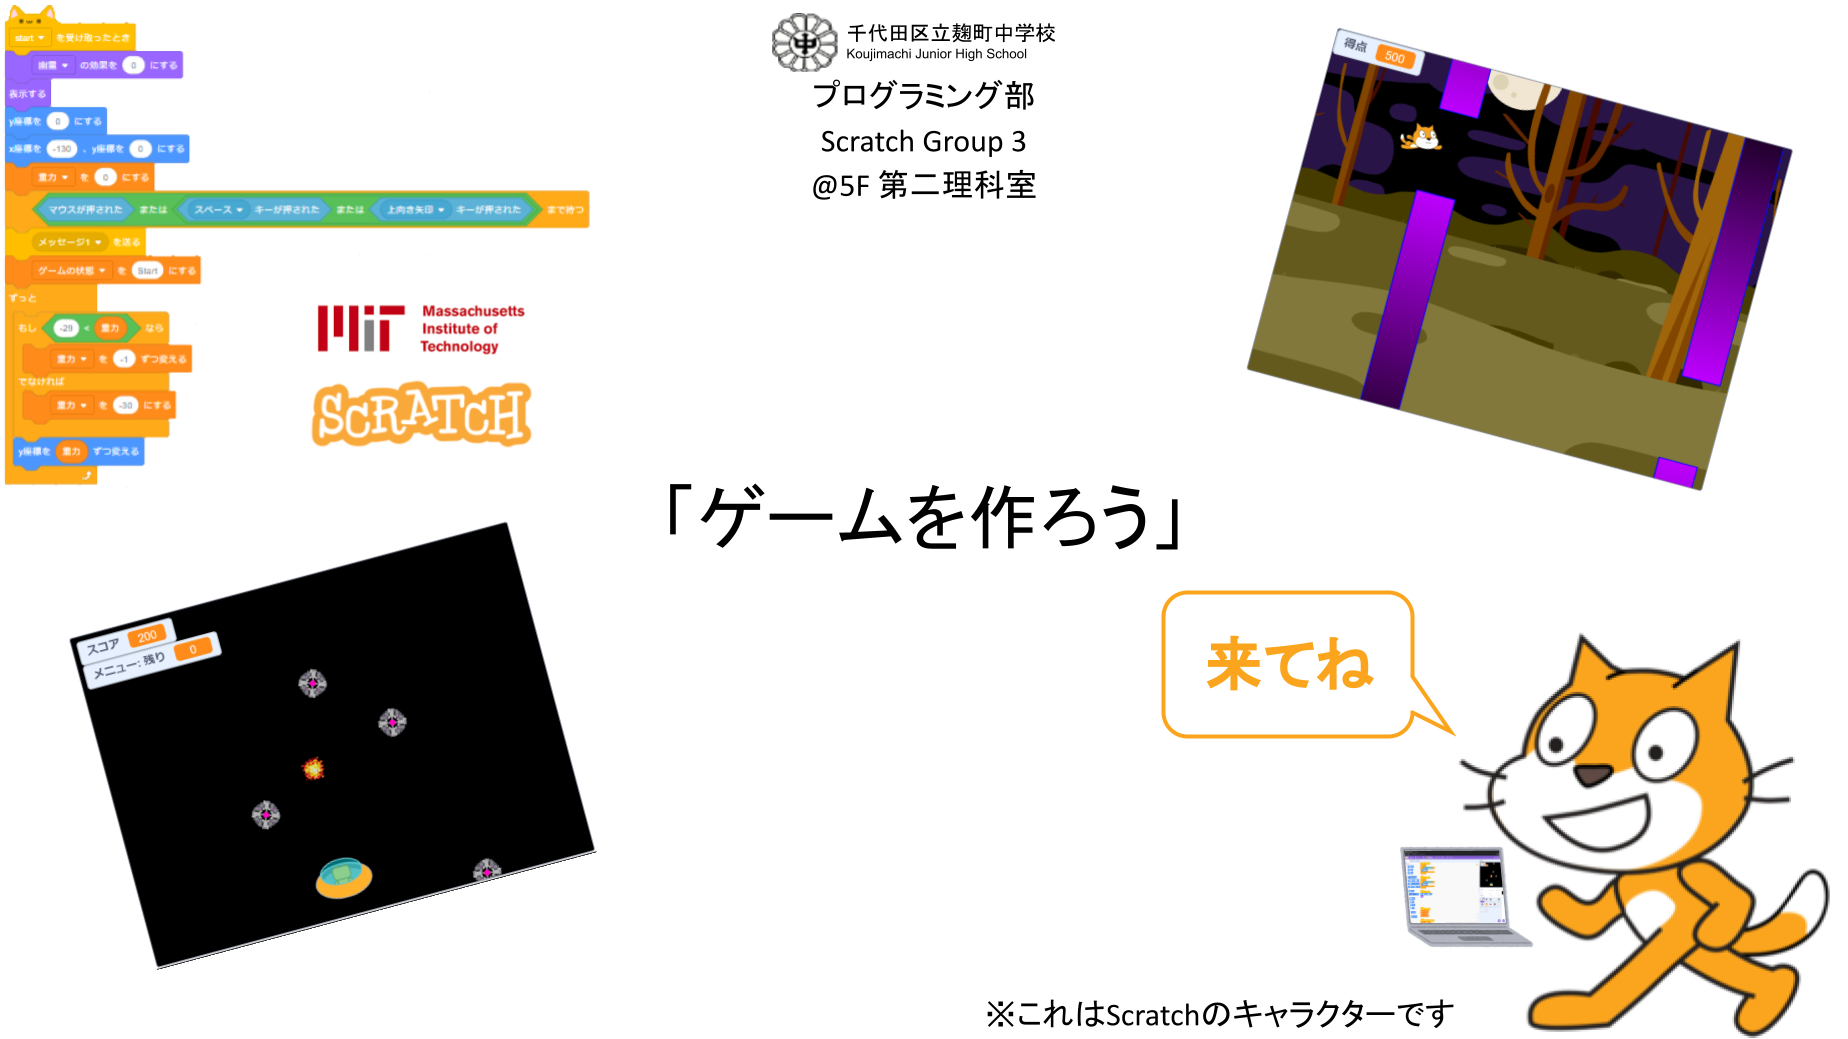 start を受け取ったとき
幽霊 の効果を 0 にする
表示する
y座標を 0 にする
x座標を -130 、y座標を 0 にする
重力 を 0 にする
マウスが押された または スペース キーが押された または 上向き矢印 キーが押された まで待つ
メッセージ1 を送る
ゲームの状態 を Start にする
ずっと
もし -29 < 重力 なら
重力 を -1 ずつ変える
でなければ
重力 を -30 にする
y座標を 重力 ずつ変える
Massachusetts
Institute of
Technology
SCRATCH
千代田区立麹町中学校
Koujimachi Junior High School
プログラミング部
Scratch Group 3
@5F 第二理科室
得点 500
「ゲームを作ろう」
スコア 200
メニュー: 残り 0
来てね
※これはScratchのキャラクターです